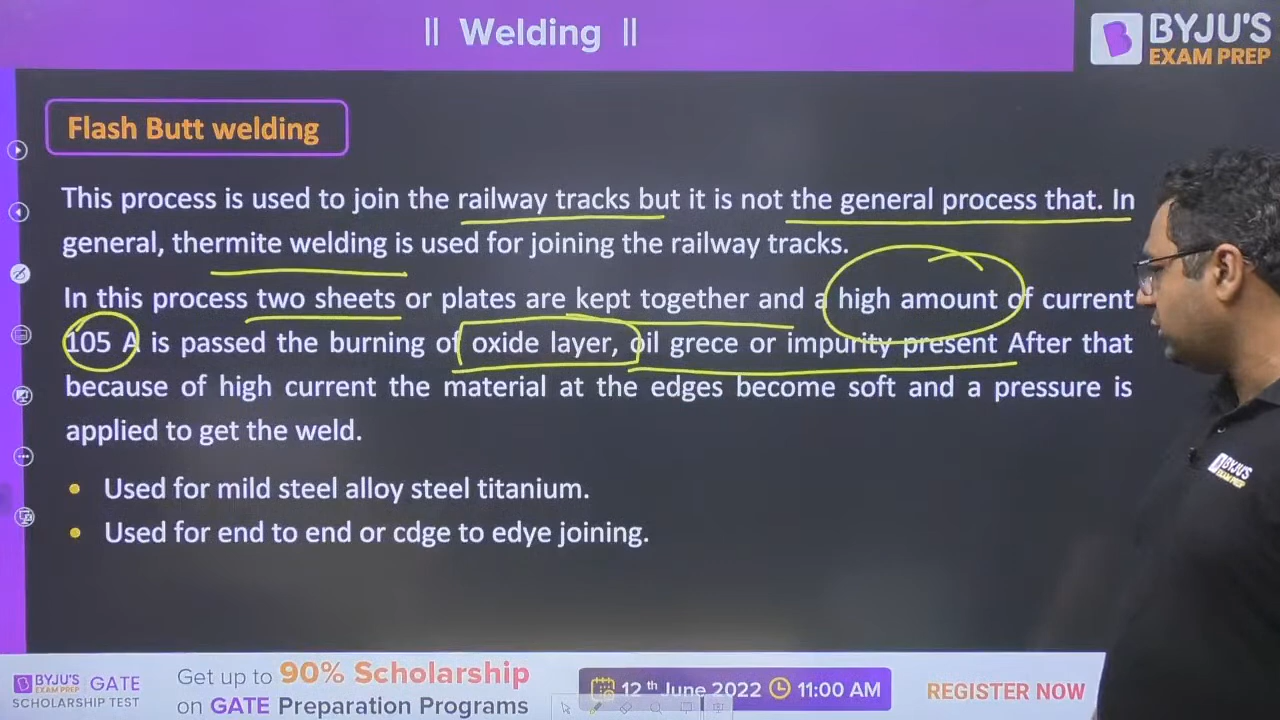 || Welding ||
BYJU'S
EXAM PREP
Flash Butt welding
This process is used to join the railway tracks but it is not the general process that. In
general, thermite welding is used for joining the railway tracks.
In this process two sheets or plates are kept together and a high amount of current
105 A is passed the burning of oxide layer, oil grece or impurity present After that
because of high current the material at the edges become soft and a pressure is
applied to get the weld.
• Used for mild steel alloy steel titanium.
• Used for end to end or cdge to edye joining.
BYJU'S
EXAM PREP
BYJU'S
EXAM PREP
GATE
SCHOLARSHIP TEST
Get up to 90% Scholarship
on GATE Preparation Programs
12 th June 2022 11:00 AM
REGISTER NOW